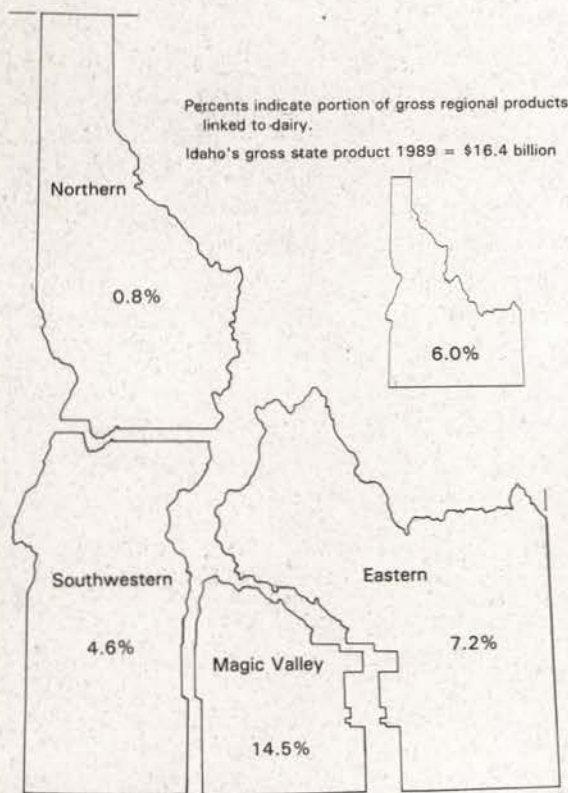 Percents indicate portion of gross regional products
linked to dairy.
Idaho's gross state product 1989 = $16.4 billion
Northern
0.8%
6.0%
Southwestern
4.6%
Magic Valley
14.5%
Eastern
7.2%